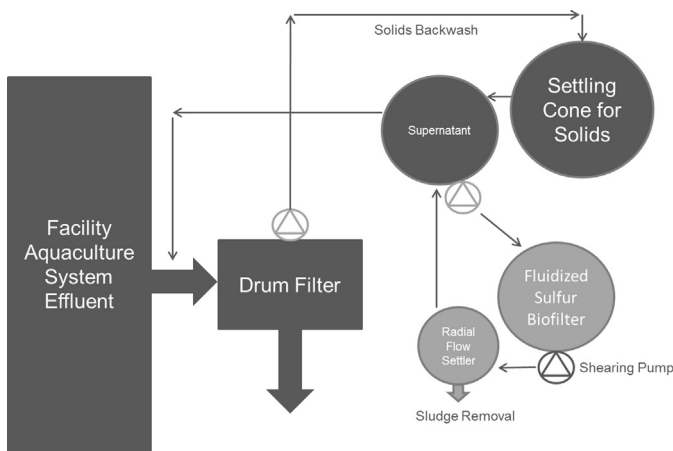 Solids Backwash
Settling
Cone for
Solids
Supernatant
Facility
Aquaculture
System
Effluent
Drum Filter
Fluidized
Sulfur
Biofilter
Radial
Flow
Settler
Shearing Pump
Sludge Removal